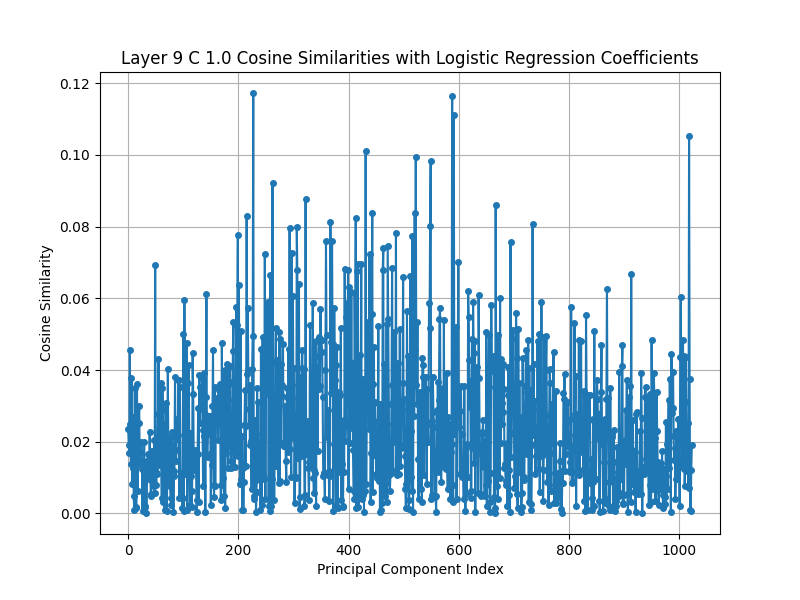 Layer 9 C 1.0 Cosine Similarities with Logistic Regression Coefficients
0.12
0.10
0.08
0.06
0.04
0.02
0.00
Cosine Similarity
0 200 400 600 800 1000
Principal Component Index